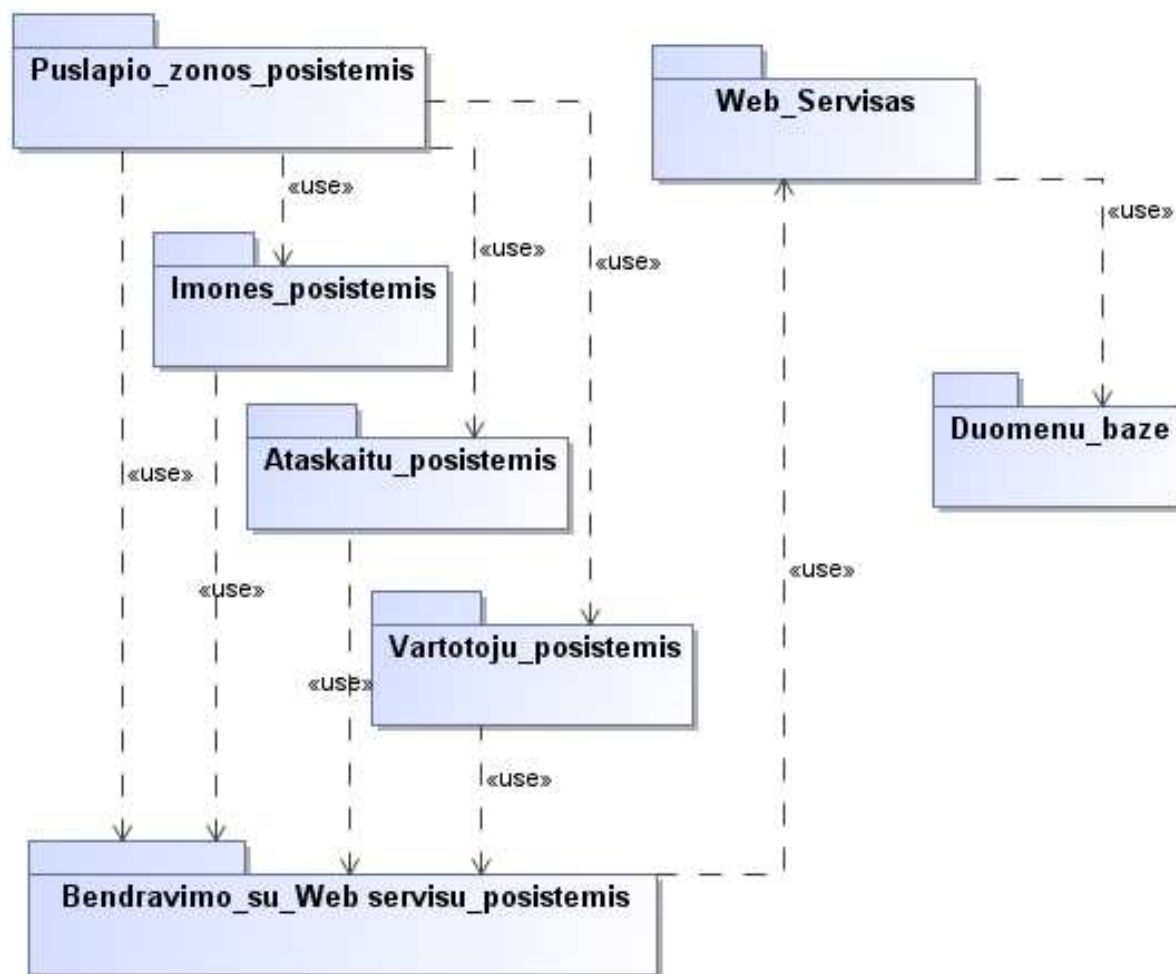 Puslapio_zonos_posistemis
Web_Servisas
«use»
«use»
«use»
«use»
Imones_posistemis
Duomenu_baze
Ataskaitu_posistemis
«use»
«use»
«use»
Vartotoju_posistemis
«use»
«use»
Bendravimo_su_Web servisu_posistemis